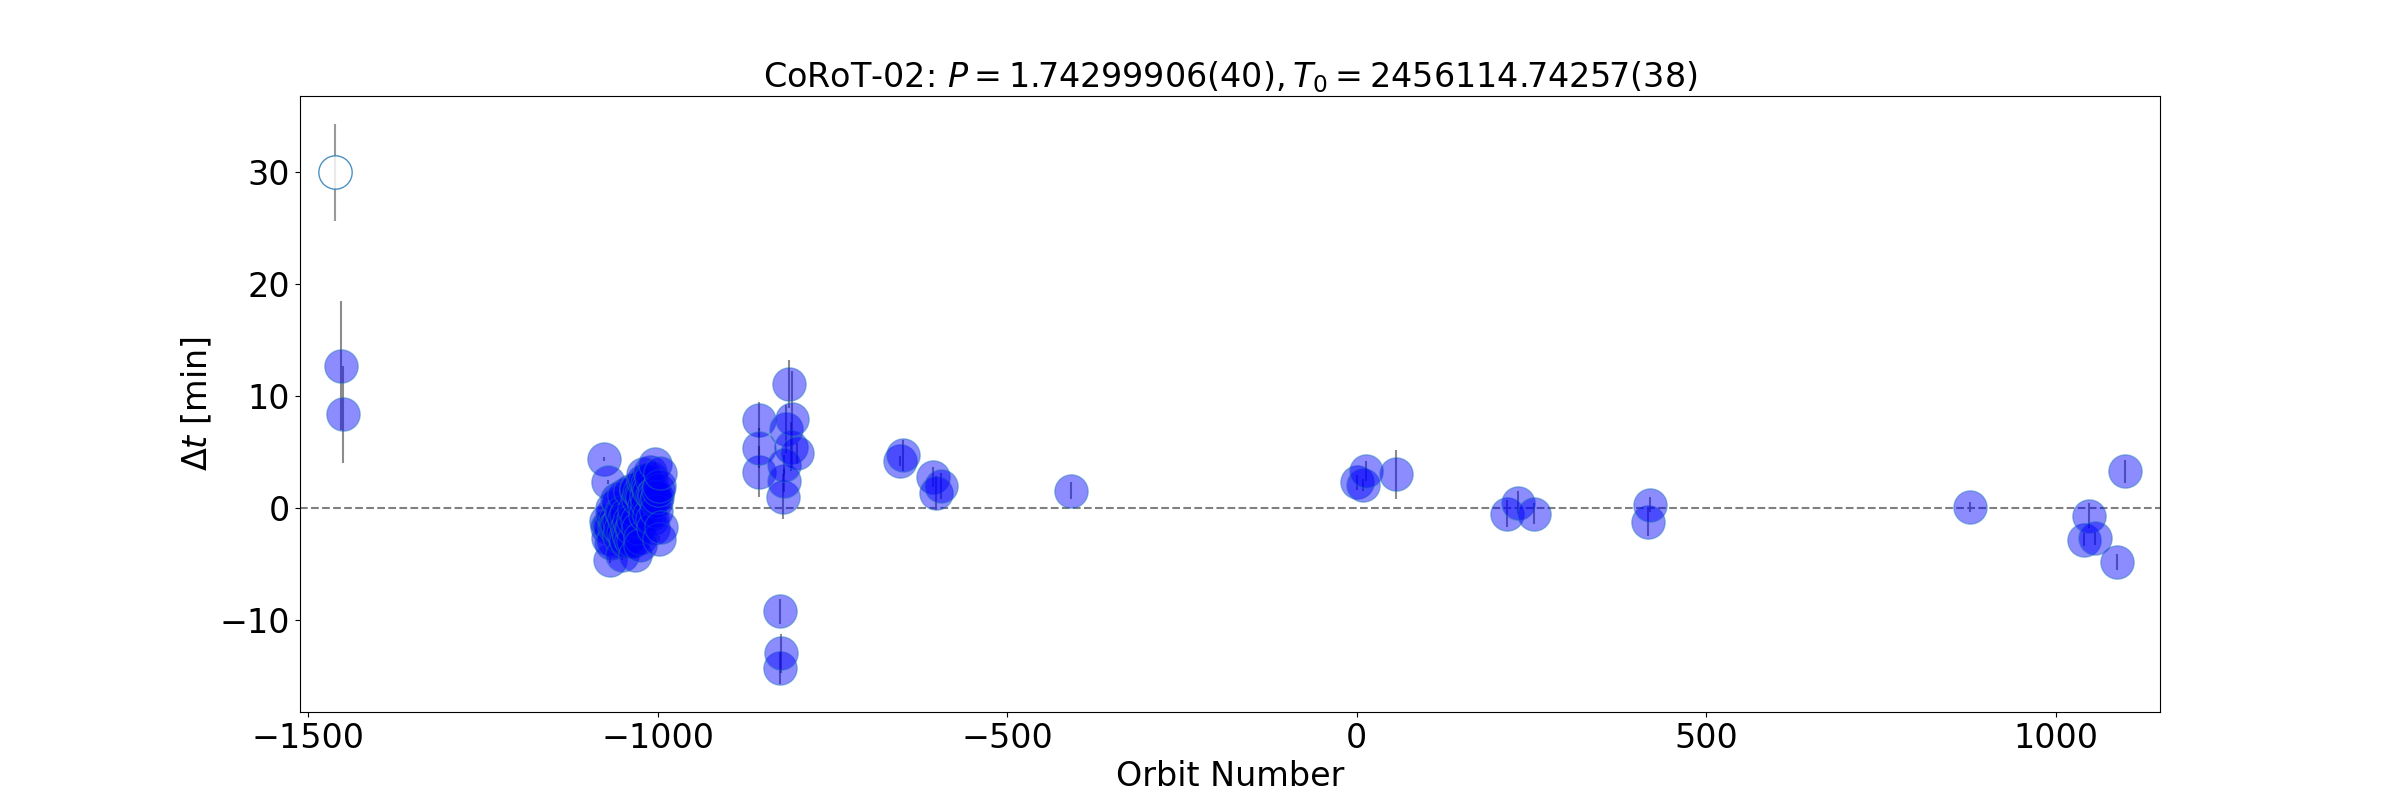 CoRoT-02: P = 1.74299906(40), T₀ = 2456114.74257(38)
Δt [min]
30
20
10
0
−10
−1500 −1000 −500 0 500 1000
Orbit Number